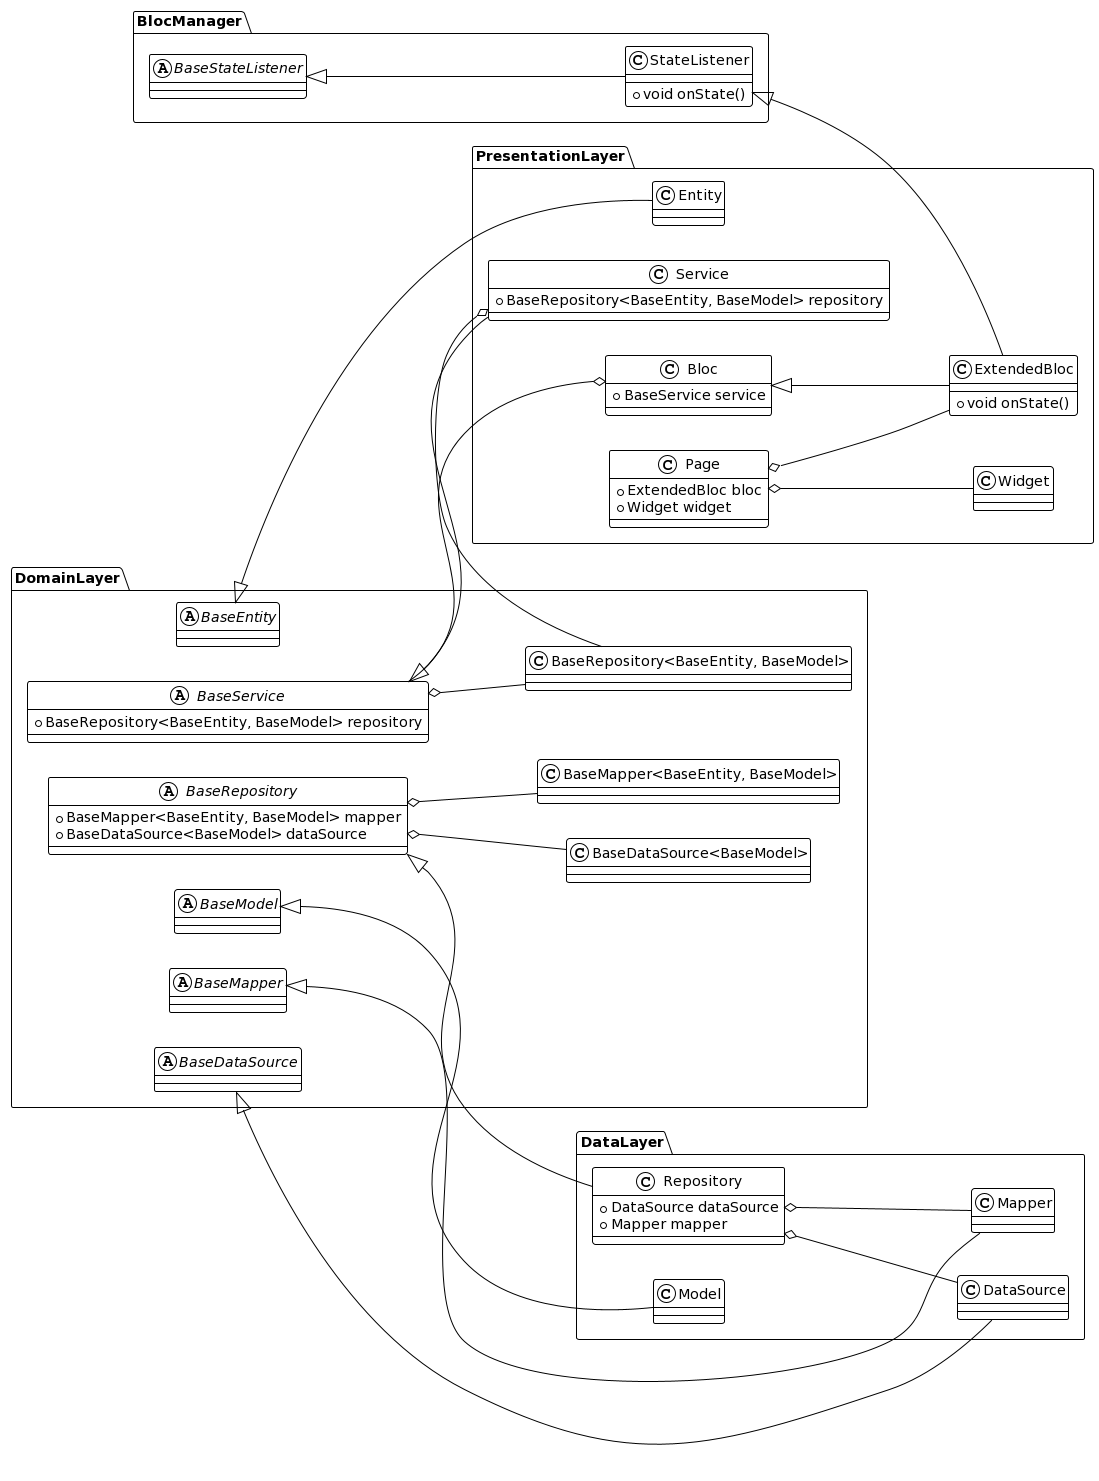 BlocManager
A BaseStateListener
C StateListener
void onState()
PresentationLayer
C Entity
C Service
BaseRepository<BaseEntity, BaseModel> repository
C Bloc
BaseService service
C ExtendedBloc
void onState()
C Page
ExtendedBloc bloc
Widget widget
C Widget
DomainLayer
A BaseEntity
C BaseRepository<BaseEntity, BaseModel>
A BaseService
BaseRepository<BaseEntity, BaseModel> repository
A BaseRepository
BaseMapper<BaseEntity, BaseModel> mapper
BaseDataSource<BaseModel> dataSource
C BaseMapper<BaseEntity, BaseModel>
C BaseDataSource<BaseModel>
A BaseModel
A BaseMapper
A BaseDataSource
DataLayer
C Repository
DataSource dataSource
Mapper mapper
C Mapper
C Model
C DataSource